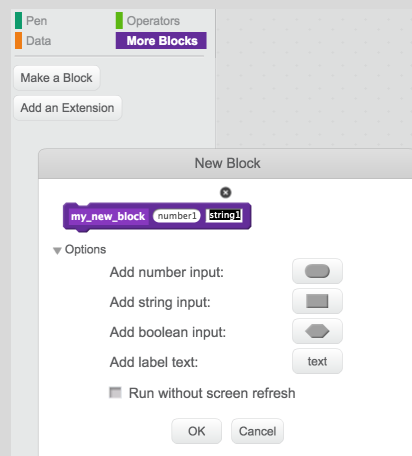 Pen Operators
Data More Blocks
Make a Block
Add an Extension
New Block
my_new_block number1 string1
Options
Add number input:
Add string input:
Add boolean input:
Add label text: text
Run without screen refresh
OK Cancel